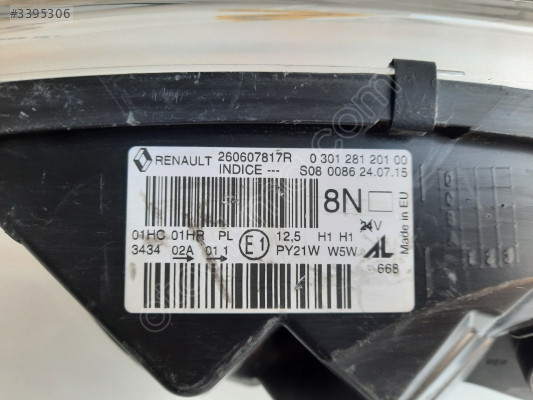 #3395306
RENAULT 260607817R 0 301 281 201 00
INDICE --- S08 0086 24.07.15
8N
24V
Made in EU
01HC 01HR PL E1 12,5 H1 H1
3434 02A 01 1 PY21W W5W
AL
668